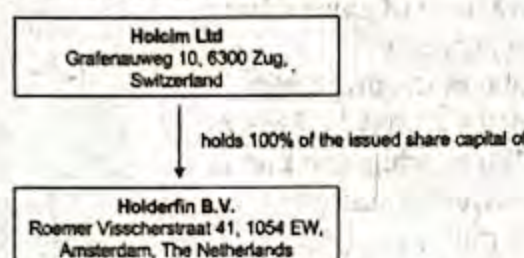 Holcim Ltd
Grafenauweg 10, 6300 Zug,
Switzerland
holds 100% of the issued share capital of
Holderfin B.V.
Roemer Visscherstraat 41, 1054 EW,
Amsterdam, The Netherlands